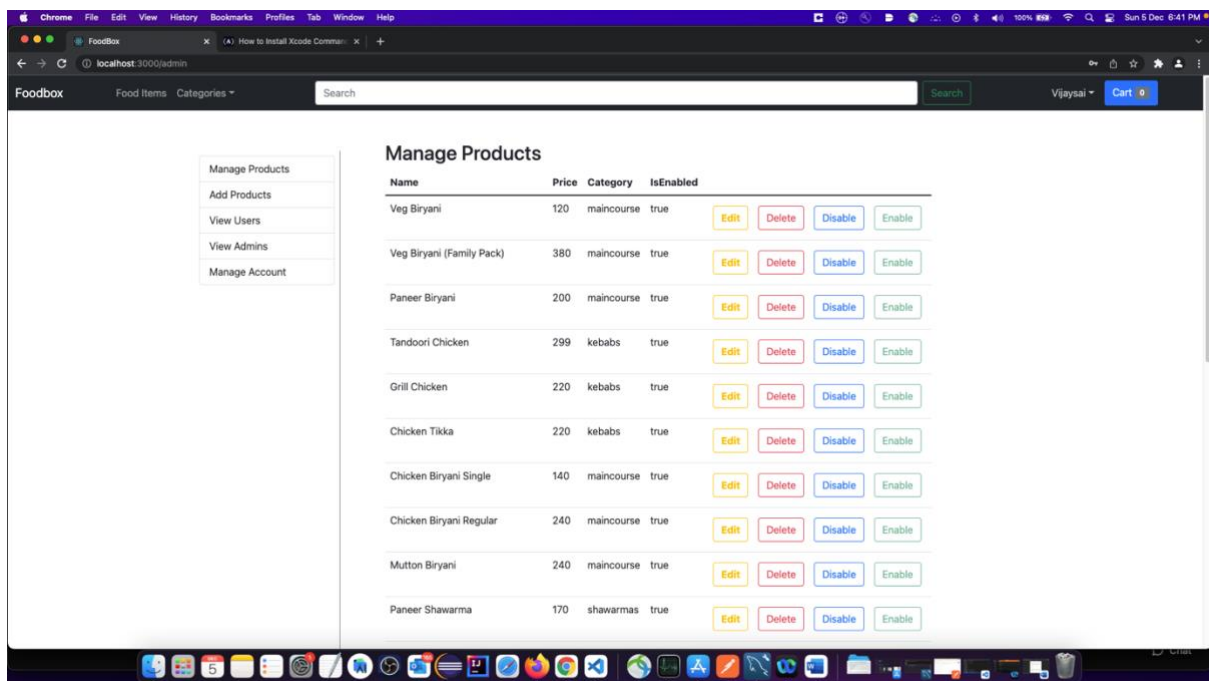 Chrome File Edit View History Bookmarks Profiles Tab Window Help 100% Sun 5 Dec 6:41 PM
FoodBox × (A) How to Install Xcode Comman × +
localhost:3000/admin
Foodbox Food Items Categories Search Search Vijaysai Cart 0
Manage Products
Add Products
View Users
View Admins
Manage Account
Manage Products
Name Price Category IsEnabled
Veg Biryani 120 maincourse true Edit Delete Disable Enable
Veg Biryani (Family Pack) 380 maincourse true Edit Delete Disable Enable
Paneer Biryani 200 maincourse true Edit Delete Disable Enable
Tandoori Chicken 299 kebabs true Edit Delete Disable Enable
Grill Chicken 220 kebabs true Edit Delete Disable Enable
Chicken Tikka 220 kebabs true Edit Delete Disable Enable
Chicken Biryani Single 140 maincourse true Edit Delete Disable Enable
Chicken Biryani Regular 240 maincourse true Edit Delete Disable Enable
Mutton Biryani 240 maincourse true Edit Delete Disable Enable
Paneer Shawarma 170 shawarmas true Edit Delete Disable Enable
Chat
5